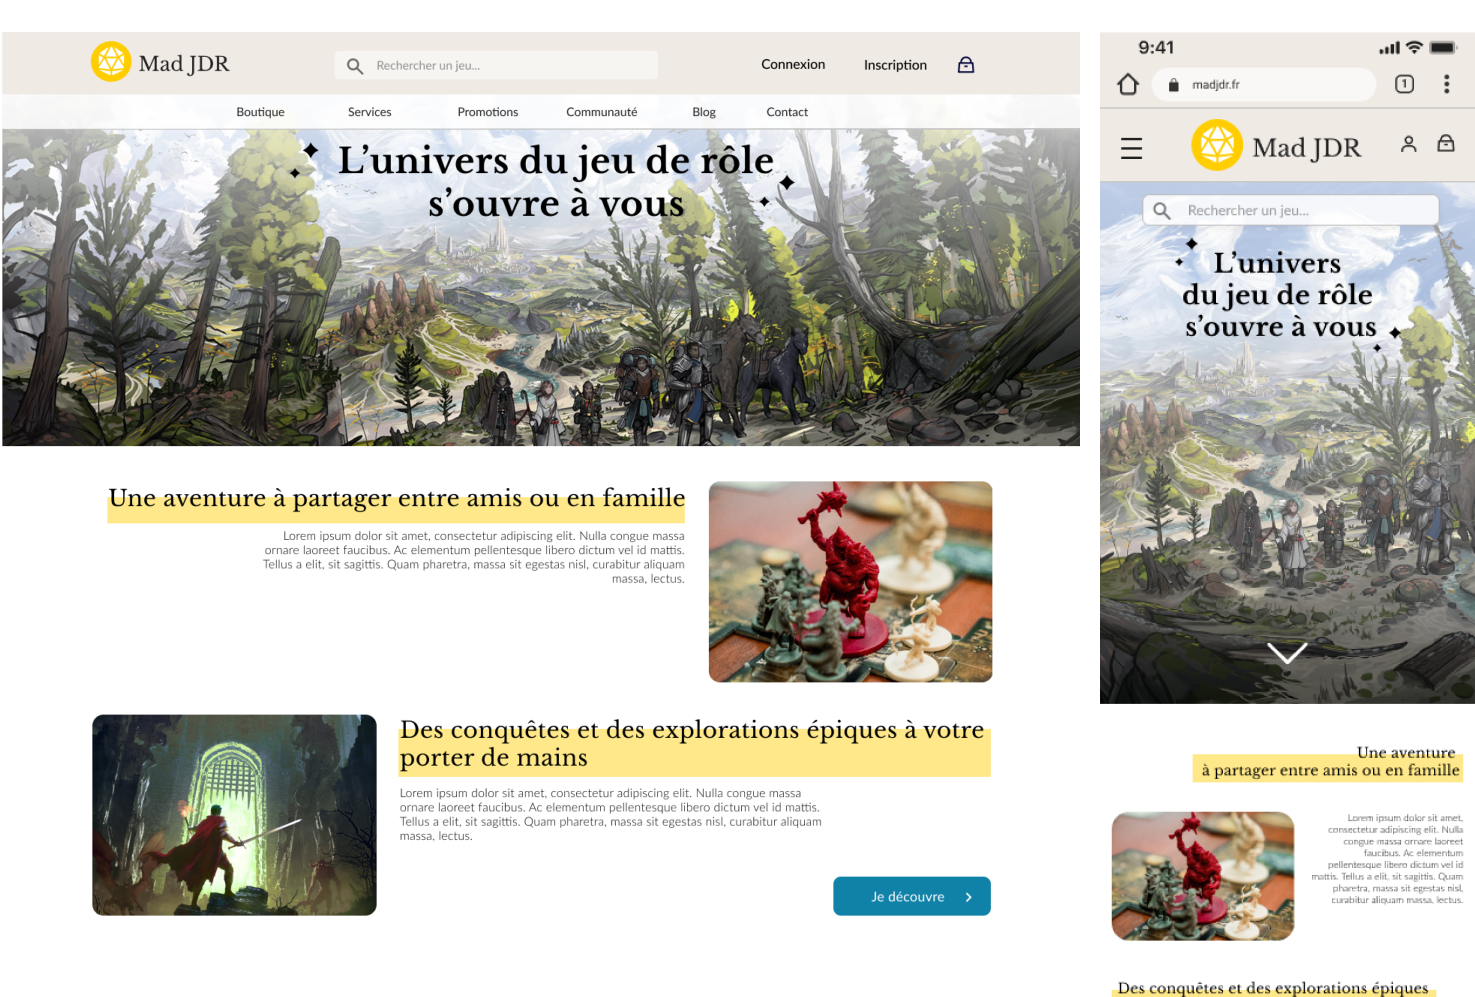 Mad JDR
Rechercher un jeu...
Connexion
Inscription
Boutique
Services
Promotions
Communauté
Blog
Contact
L'univers du jeu de rôle
s'ouvre à vous
Une aventure à partager entre amis ou en famille
Lorem ipsum dolor sit amet, consectetur adipiscing elit. Nulla congue massa
ornare laoreet faucibus. Ac elementum pellentesque libero dictum vel id mattis.
Tellus a elit, sit sagittis. Quam pharetra, massa sit egestas nisl, curabitur aliquam
massa, lectus.
Des conquêtes et des explorations épiques à votre
porter de mains
Lorem ipsum dolor sit amet, consectetur adipiscing elit. Nulla congue massa
ornare laoreet faucibus. Ac elementum pellentesque libero dictum vel id mattis.
Tellus a elit, sit sagittis. Quam pharetra, massa sit egestas nisl, curabitur aliquam
massa, lectus.
Je découvre
9:41
madjdr.fr
1
Mad JDR
Rechercher un jeu...
L'univers
du jeu de rôle
s'ouvre à vous
Une aventure
à partager entre amis ou en famille
Lorem ipsum dolor sit amet,
consectetur adipiscing elit. Nulla
congue massa ornare laoreet
faucibus. Ac elementum
pellentesque libero dictum vel id
mattis. Tellus a elit, sit sagittis. Quam
pharetra, massa sit egestas nisl,
curabitur aliquam massa, lectus.
Des conquêtes et des explorations épiques